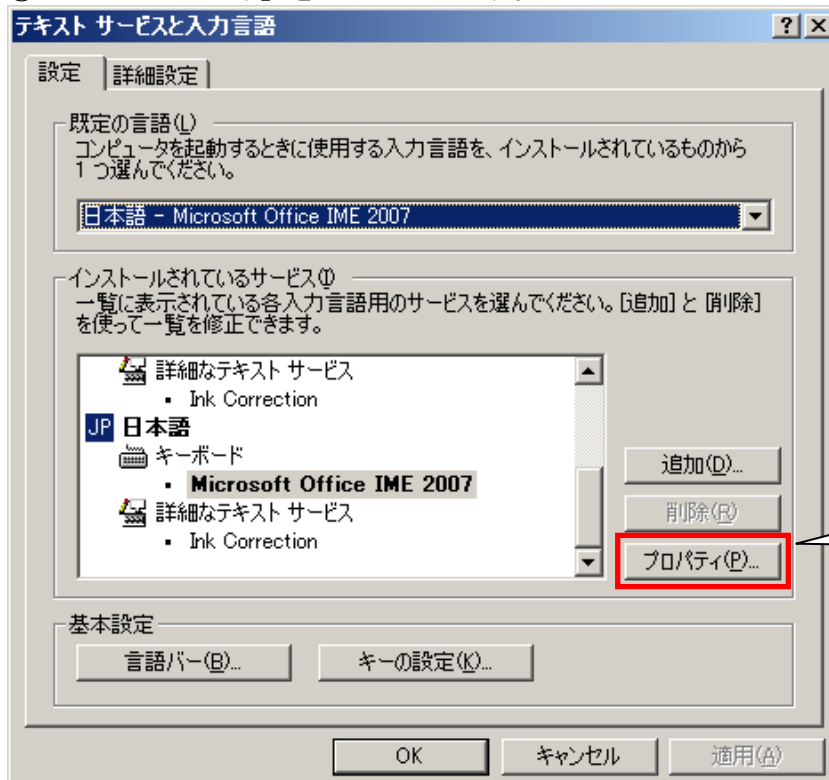 テキスト サービスと入力言語
設定
詳細設定
既定の言語(L)
コンピュータを起動するときに使用する入力言語を、インストールされているものから
1 つ選んでください。
日本語 - Microsoft Office IME 2007
インストールされているサービス(I)
一覧に表示されている各入力言語用のサービスを選んでください。[追加] と [削除]
を使って一覧を修正できます。
詳細なテキスト サービス
▪ Ink Correction
JP 日本語
キーボード
▪ Microsoft Office IME 2007
詳細なテキスト サービス
▪ Ink Correction
追加(D)...
削除(R)
プロパティ(P)...
基本設定
言語バー(B)...
キーの設定(K)...
OK
キャンセル
適用(A)